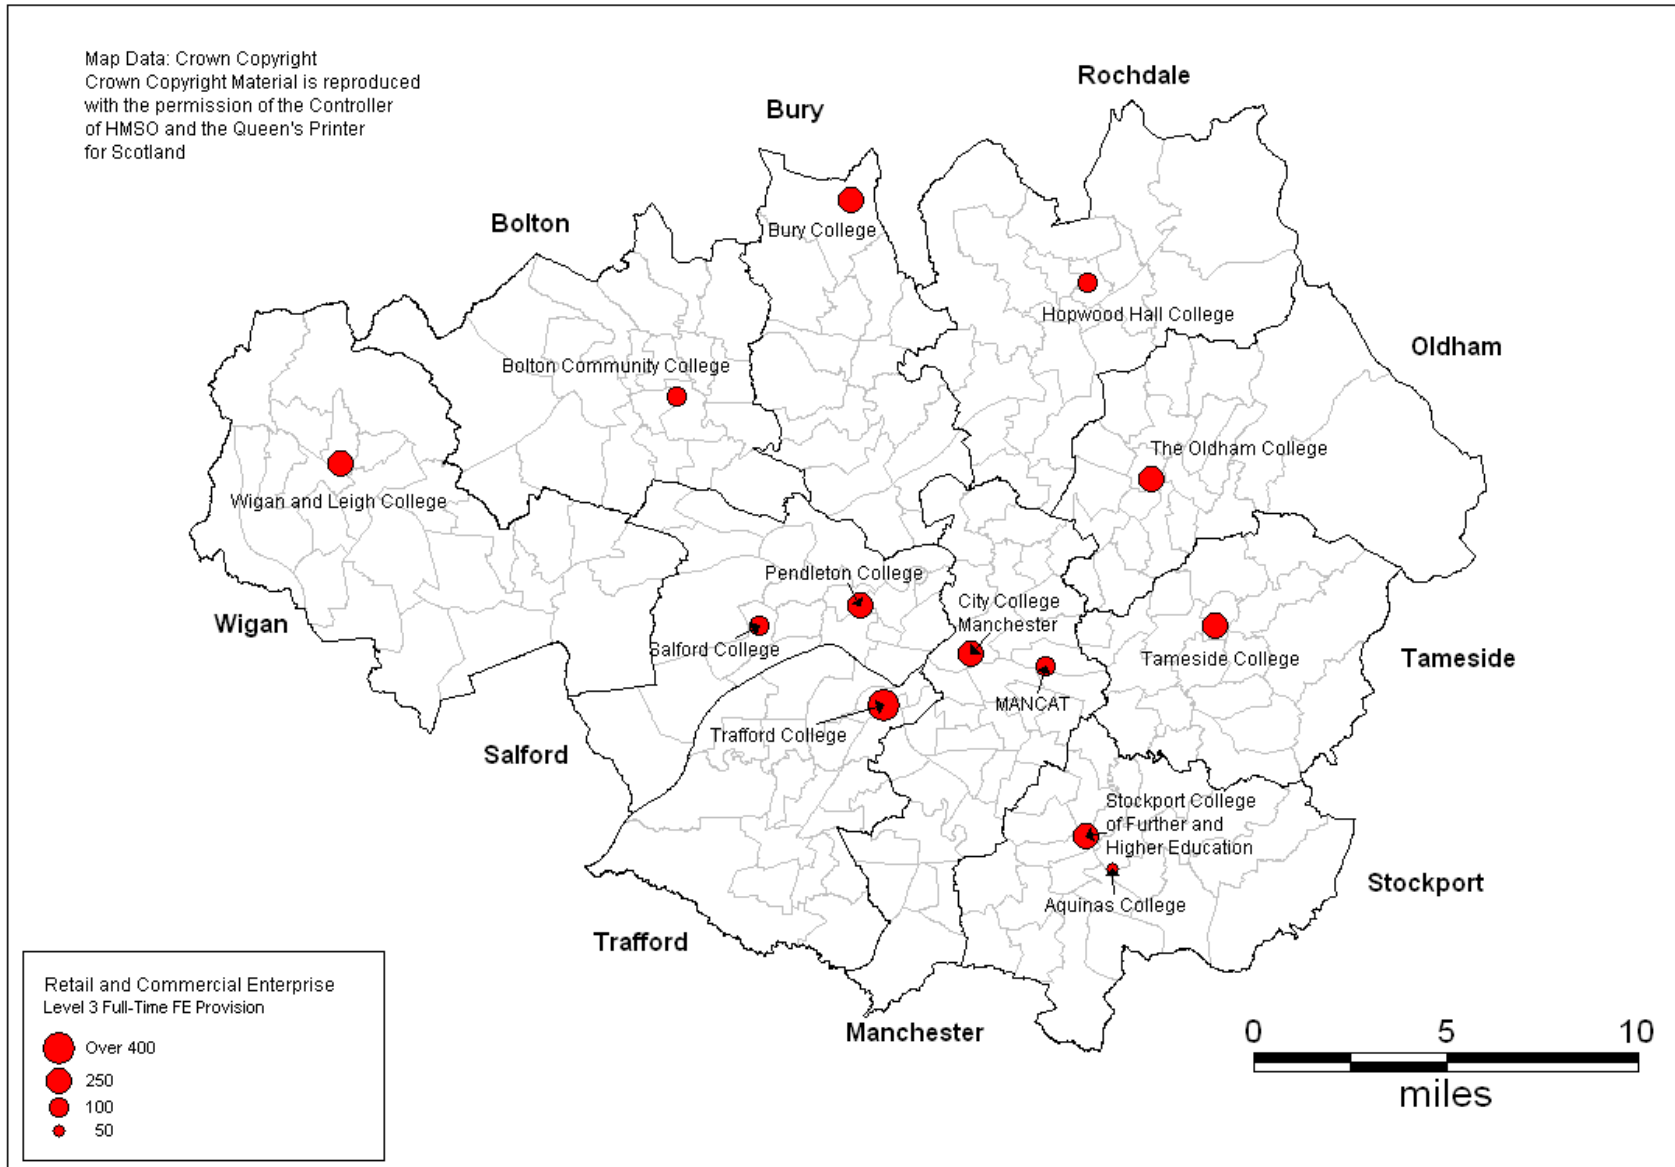 Map Data: Crown Copyright
Crown Copyright Material is reproduced
with the permission of the Controller
of HMSO and the Queen's Printer
for Scotland
Rochdale
Bury
Bolton
Bury College
Hopwood Hall College
Oldham
Bolton Community College
The Oldham College
Wigan and Leigh College
Pendleton College
City College
Manchester
Wigan
Salford College
Tameside College
Tameside
MANCAT
Trafford College
Salford
Stockport College
of Further and
Higher Education
Stockport
Aquinas College
Trafford
Manchester
Retail and Commercial Enterprise
Level 3 Full-Time FE Provision
Over 400
250
100
50
0 5 10
miles